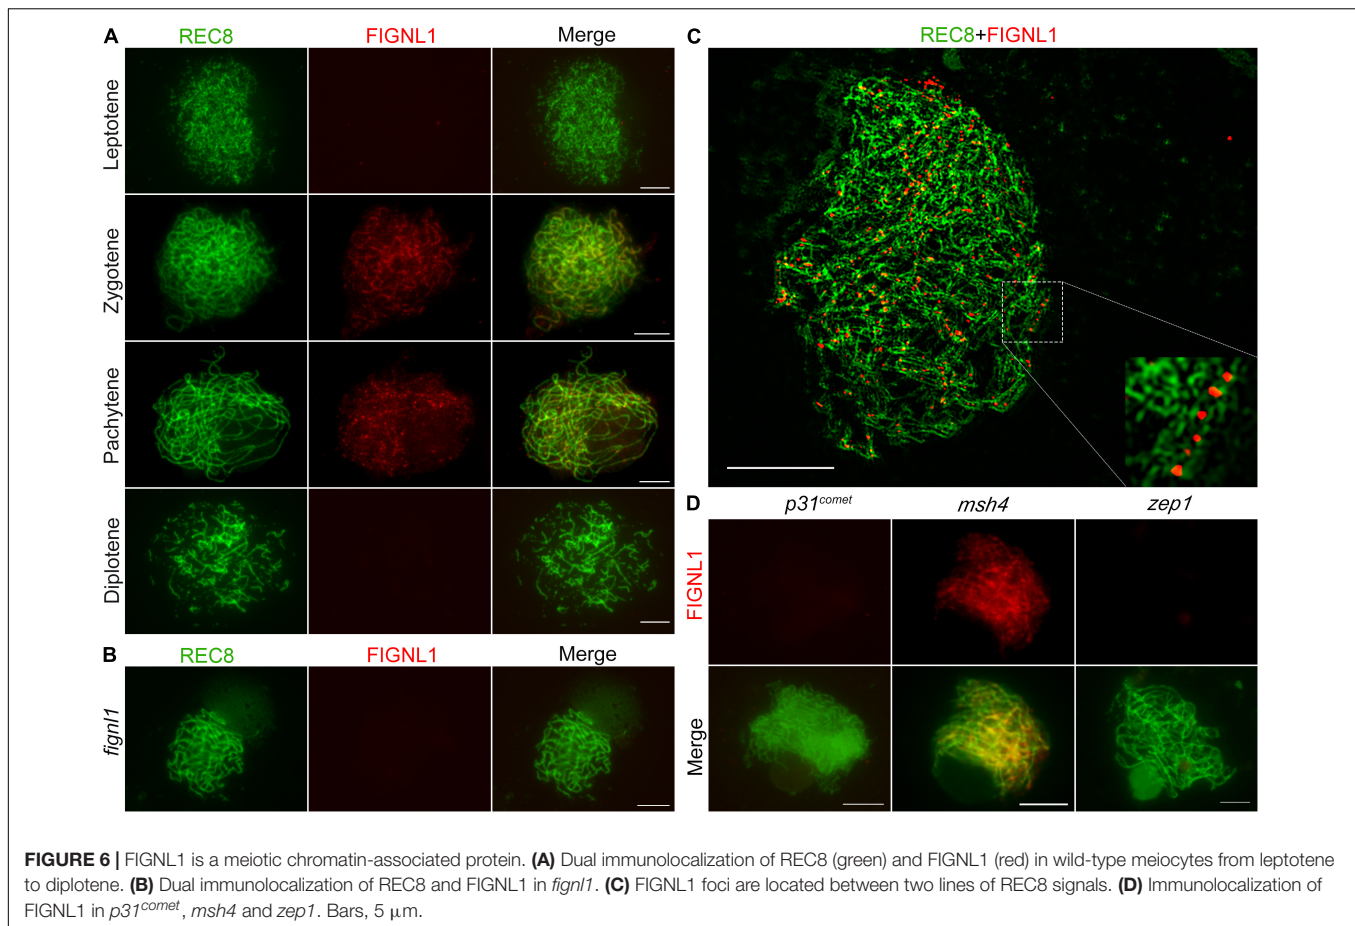 A
REC8 FIGNL1 Merge
Leptotene
Zygotene
Pachytene
Diplotene
B
REC8 FIGNL1 Merge
fignl1
C
REC8+FIGNL1
D
p31comet msh4 zep1
FIGNL1
Merge
FIGURE 6 | FIGNL1 is a meiotic chromatin-associated protein. (A) Dual immunolocalization of REC8 (green) and FIGNL1 (red) in wild-type meiocytes from leptotene
to diplotene. (B) Dual immunolocalization of REC8 and FIGNL1 in fignl1. (C) FIGNL1 foci are located between two lines of REC8 signals. (D) Immunolocalization of
FIGNL1 in p31comet, msh4 and zep1. Bars, 5 μm.